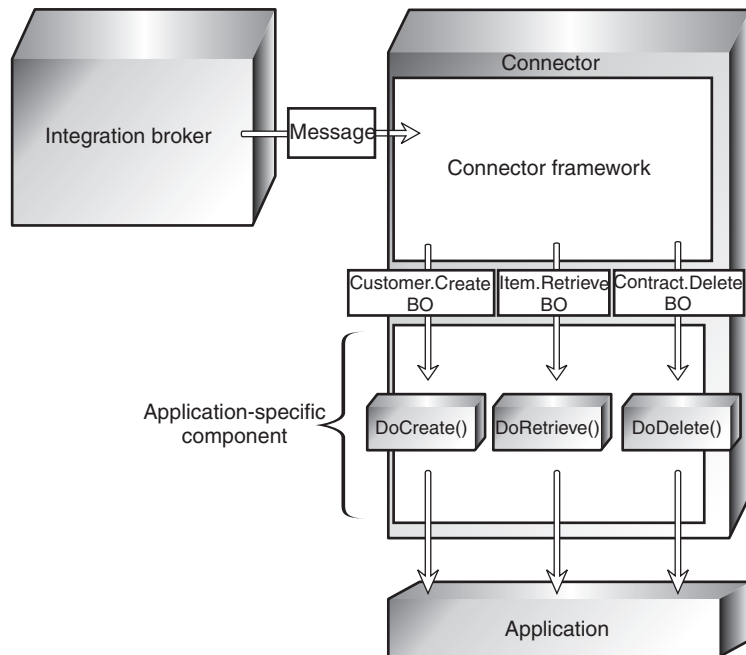 Connector
Integration broker
Message
Connector framework
Customer.Create
BO
Item.Retrieve
BO
Contract.Delete
BO
Application-specific
component
DoCreate()
DoRetrieve()
DoDelete()
Application